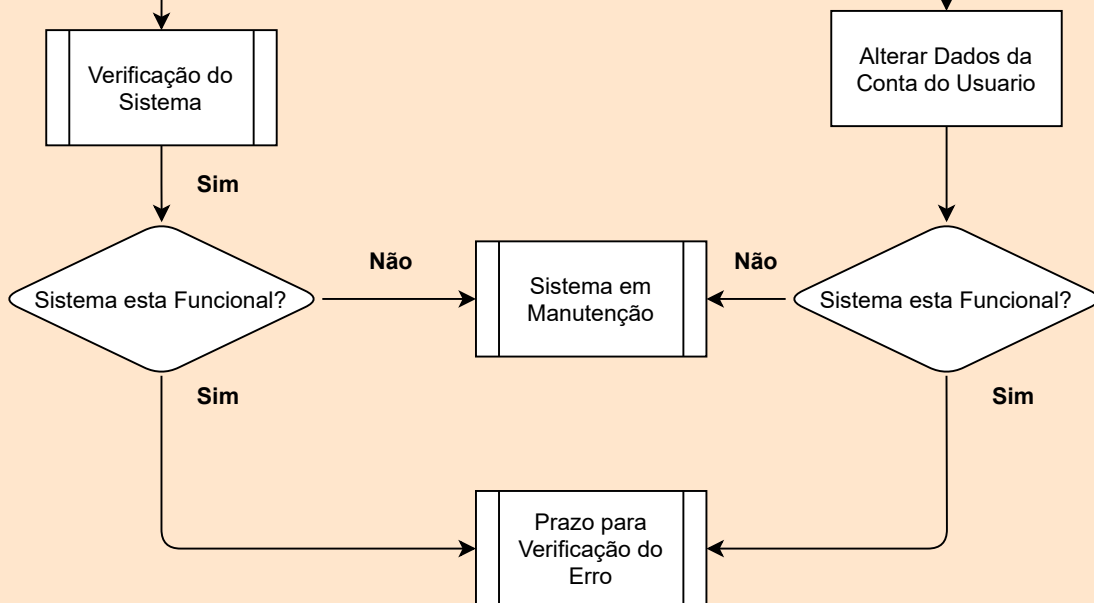 Verificação do
Sistema
Alterar Dados da
Conta do Usuario
Sim
Sistema esta Funcional?
Não
Sistema em
Manutenção
Não
Sistema esta Funcional?
Sim
Sim
Prazo para
Verificação do
Erro